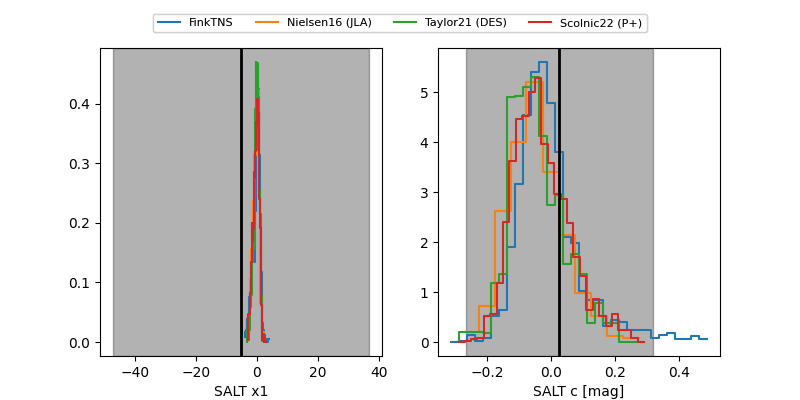 FinkTNS Nielsen16 (JLA) Taylor21 (DES) Scolnic22 (P+)
0.4
0.3
0.2
0.1
0.0
−40 −20 0 20 40
SALT x1
5
4
3
2
1
0
−0.2 0.0 0.2 0.4
SALT c [mag]